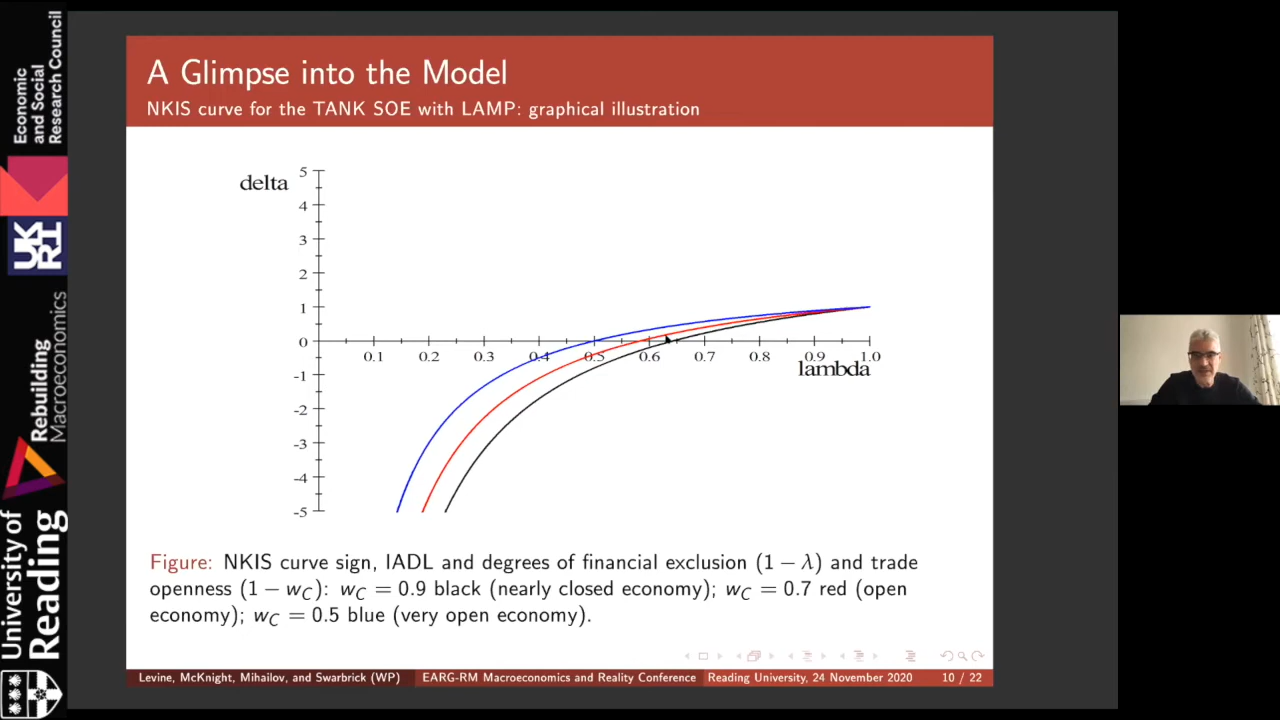 Economic
and Social
Research Council
UK
RI
Rebuilding
Macroeconomics
University of
Reading
A Glimpse into the Model
NKIS curve for the TANK SOE with LAMP: graphical illustration
delta
5
4
3
2
1
0
-1
-2
-3
-4
-5
0.1 0.2 0.3 0.4 0.5 0.6 0.7 0.8 0.9 1.0
lambda
Figure: NKIS curve sign, IADL and degrees of financial exclusion (1 − λ) and trade
openness (1 − w_C): w_C = 0.9 black (nearly closed economy); w_C = 0.7 red (open
economy); w_C = 0.5 blue (very open economy).
Levine, McKnight, Mihailov, and Swarbrick (WP) EARG-RM Macroeconomics and Reality Conference Reading University, 24 November 2020 10 / 22